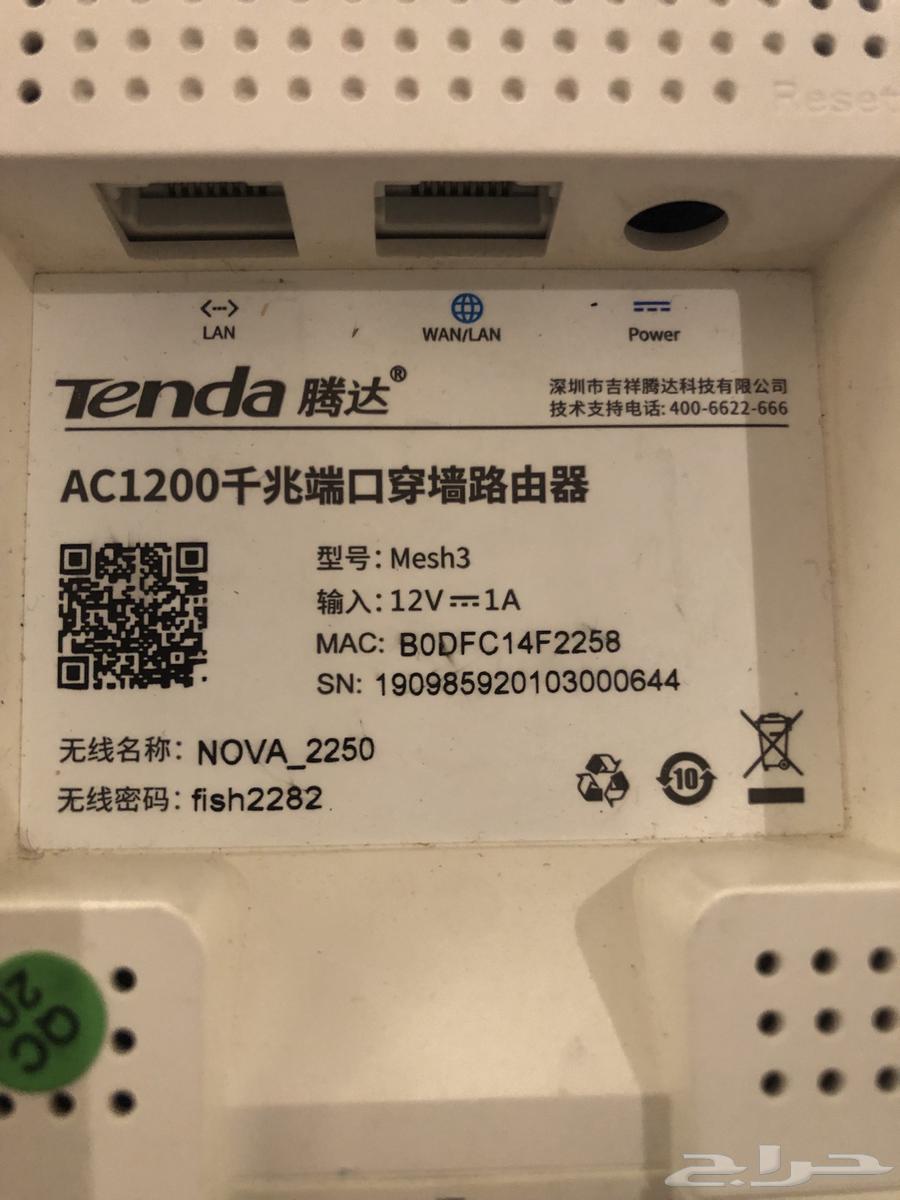 Reset
LAN
WAN/LAN
Power
Tenda 腾达®
深圳市吉祥腾达科技有限公司
技术支持电话: 400-6622-666
AC1200千兆端口穿墙路由器
型号: Mesh3
输入: 12V⎓1A
MAC: B0DFC14F2258
SN: 190985920103000644
无线名称: NOVA_2250
无线密码: fish2282
10
QC
20
حراج